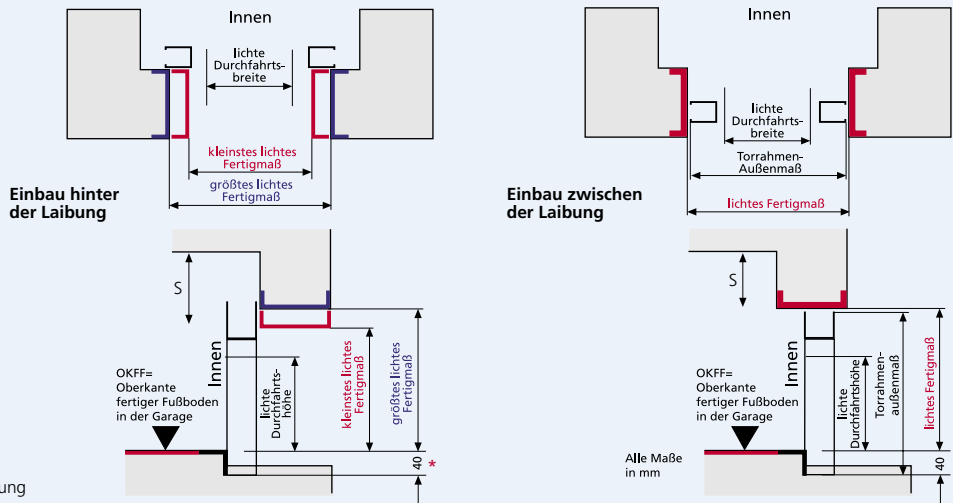 Innen
lichte
Durchfahrts-
breite
kleinstes lichtes
Fertigmaß
größtes lichtes
Fertigmaß
Einbau hinter
der Laibung
S
Innen
OKFF=
Oberkante
fertiger Fußboden
in der Garage
lichte
Durchfahrts-
höhe
kleinstes lichtes
Fertigmaß
größtes lichtes
Fertigmaß
40 *
ung
Innen
lichte
Durchfahrts-
breite
Torrahmen-
Außenmaß
lichtes Fertigmaß
Einbau zwischen
der Laibung
S
Innen
OKFF=
Oberkante
fertiger Fußboden
in der Garage
lichte
Durchfahrtshöhe
Torrahmen-
außenmaß
lichtes Fertigmaß
40
Alle Maße
in mm